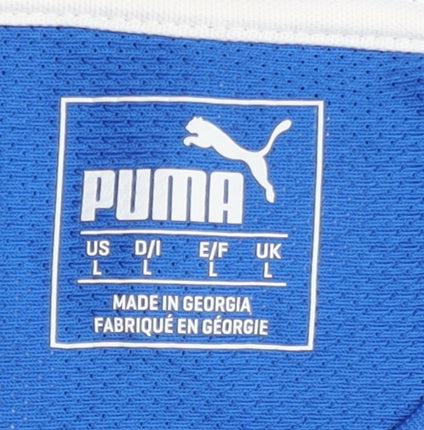 PUMA
US D/I E/F UK
L L L L
MADE IN GEORGIA
FABRIQUÉ EN GÉORGIE